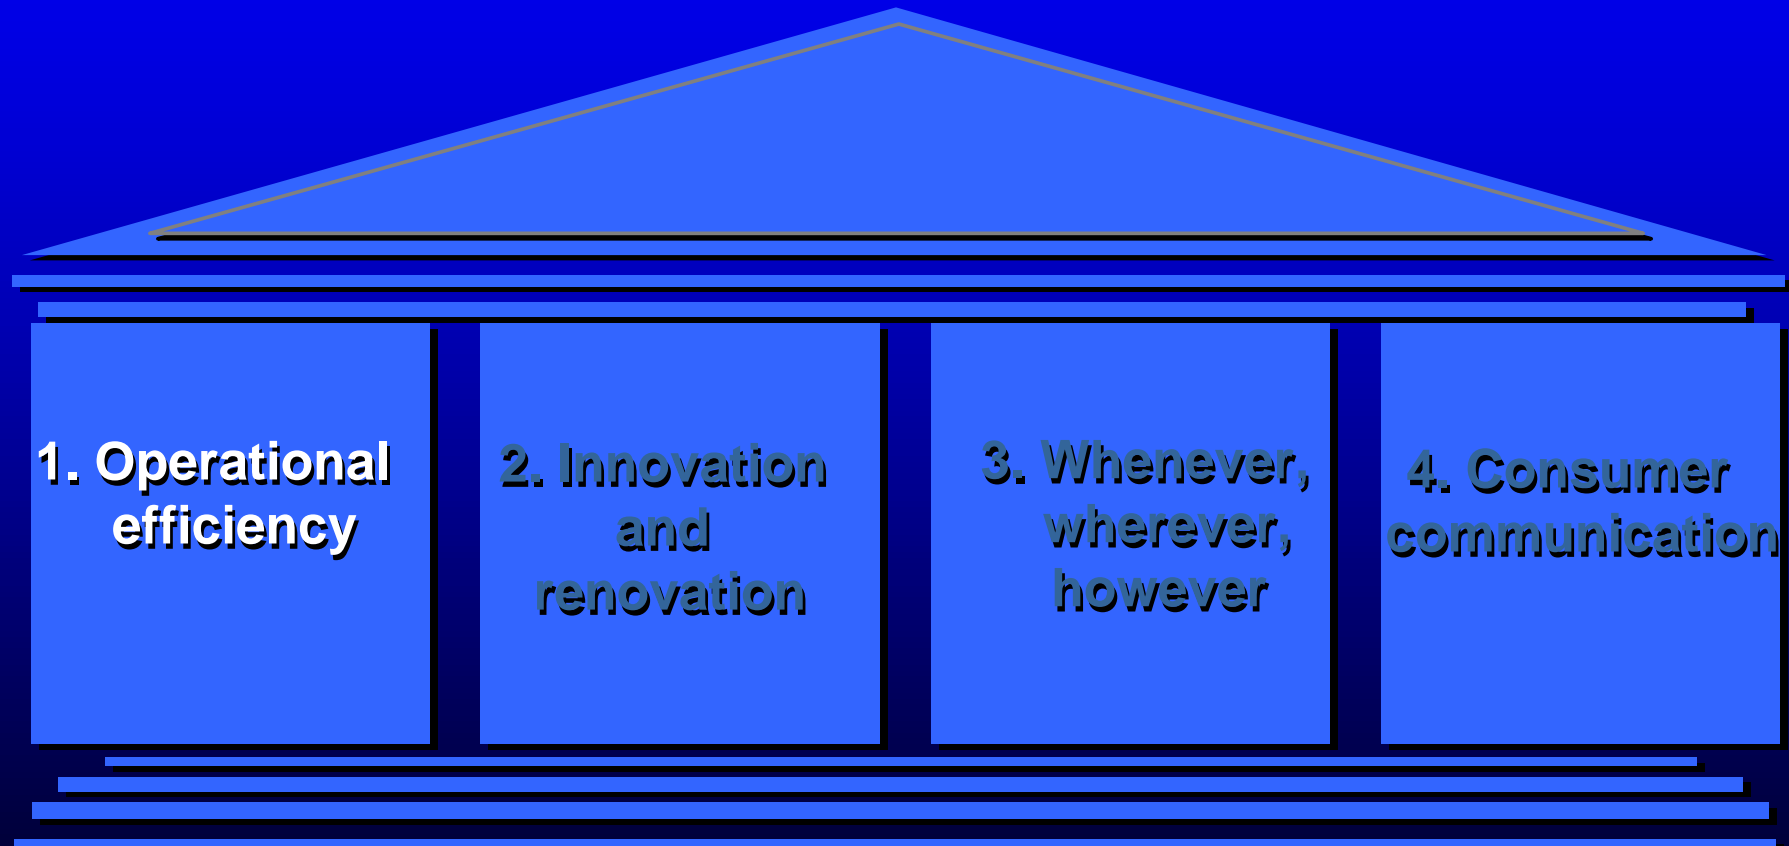 1. Operational
efficiency
2. Innovation
and
renovation
3. Whenever,
wherever,
however
4. Consumer
communication